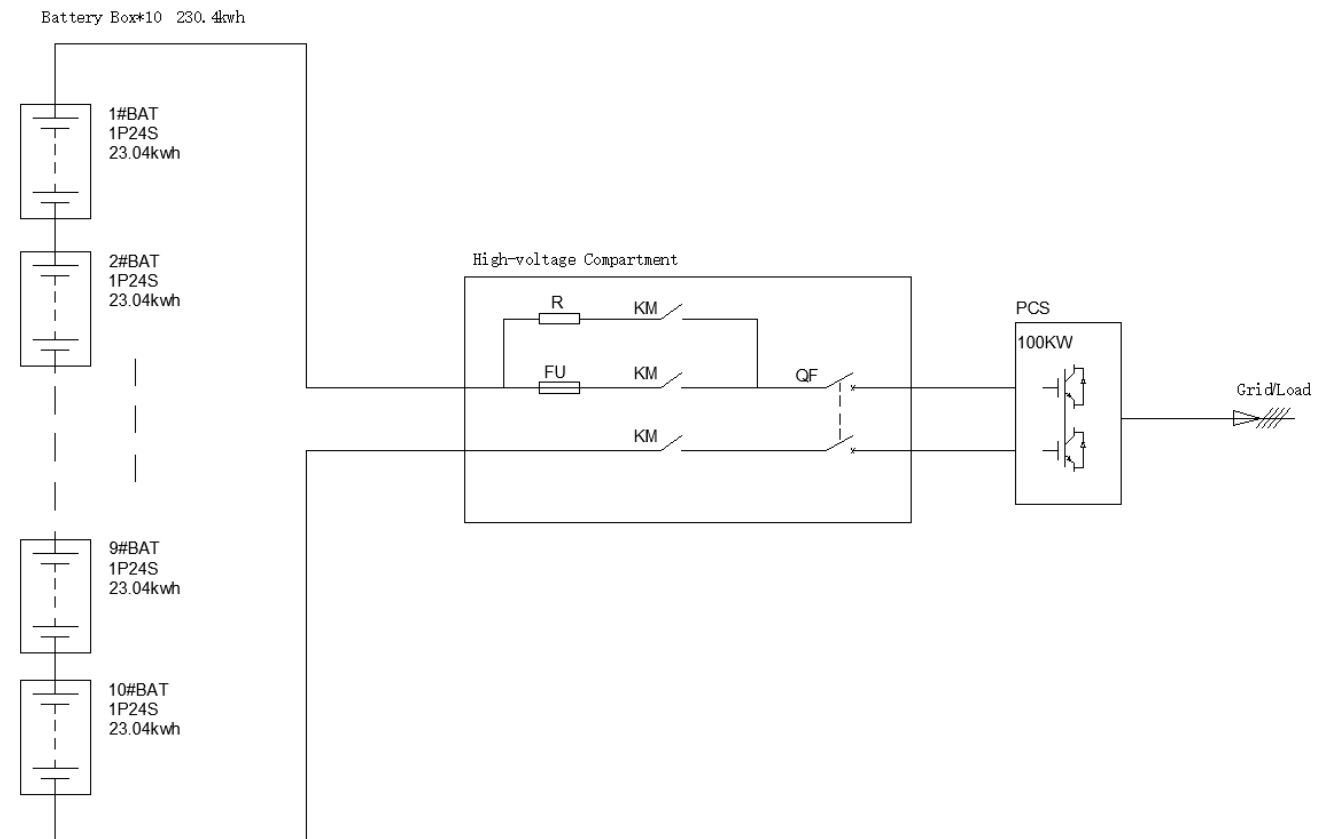 Battery Box*10 230.4kwh
1#BAT
1P24S
23.04kwh
2#BAT
1P24S
23.04kwh
High-voltage Compartment
R
KM
FU
KM
QF
KM
PCS
100KW
Grid/Load
9#BAT
1P24S
23.04kwh
10#BAT
1P24S
23.04kwh